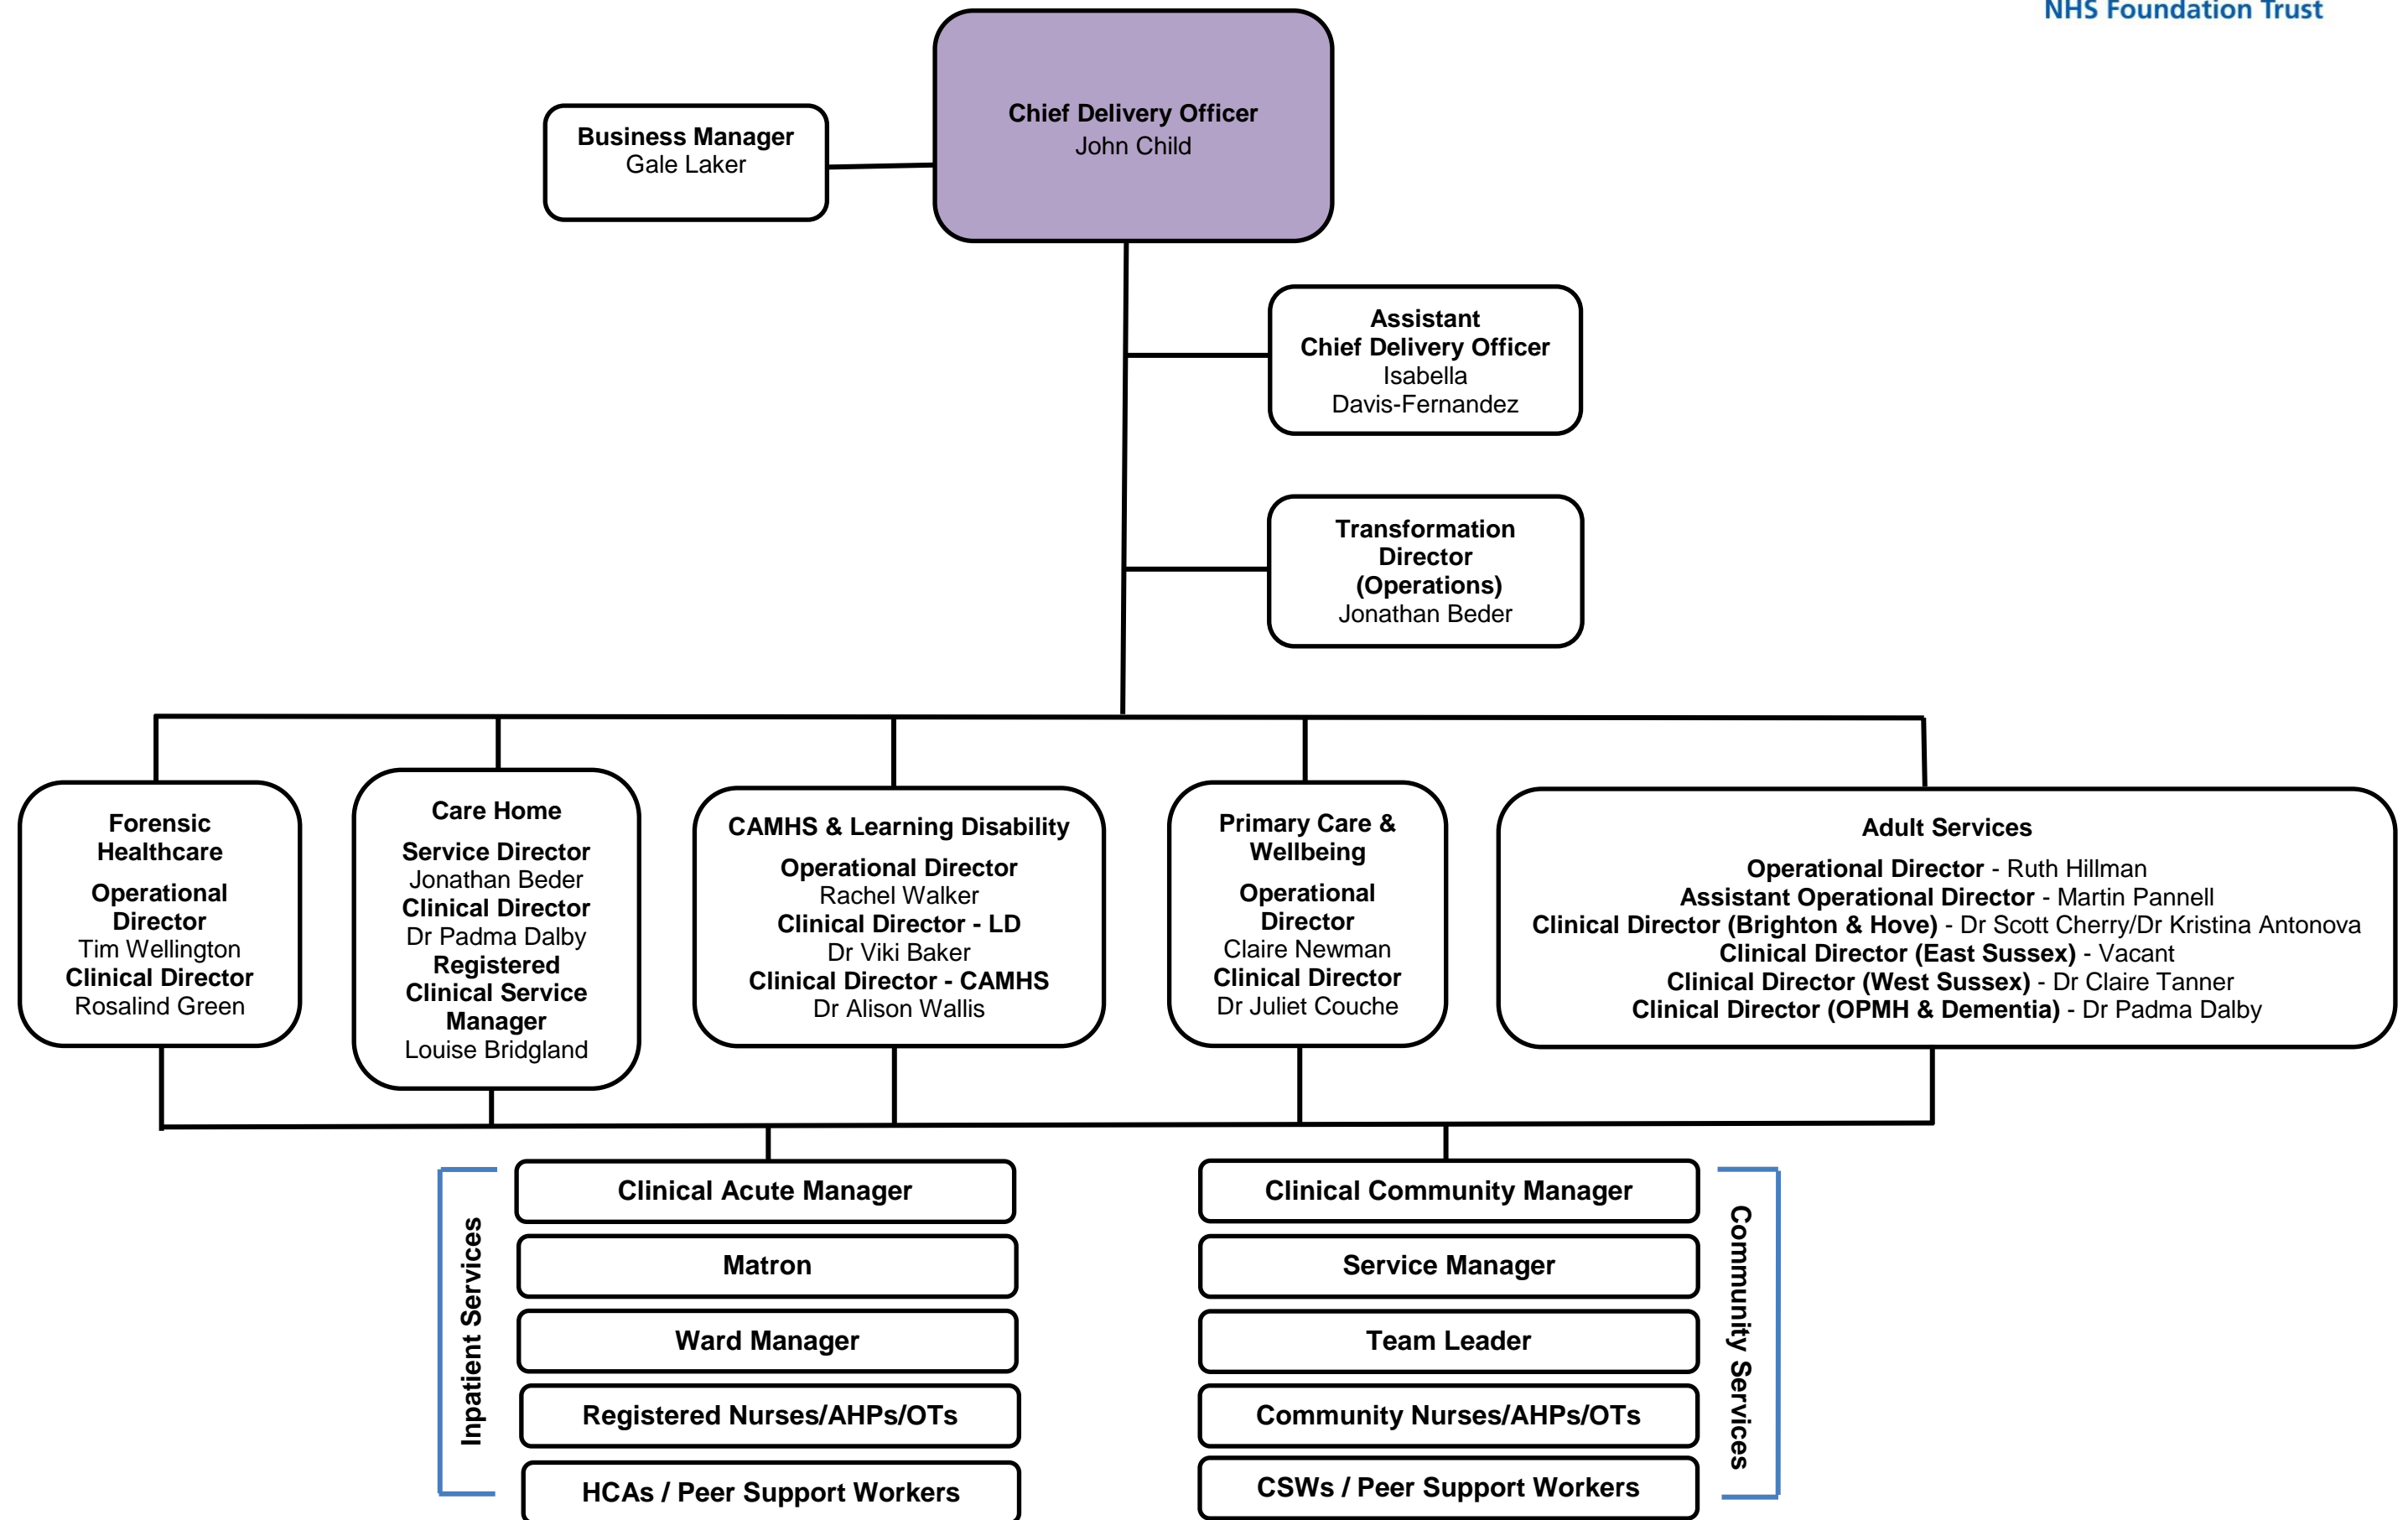 NHS Foundation Trust
Chief Delivery Officer
John Child
Business Manager
Gale Laker
Assistant
Chief Delivery Officer
Isabella
Davis-Fernandez
Transformation
Director
(Operations)
Jonathan Beder
Forensic
Healthcare
Operational
Director
Tim Wellington
Clinical Director
Rosalind Green
Care Home
Service Director
Jonathan Beder
Clinical Director
Dr Padma Dalby
Registered
Clinical Service
Manager
Louise Bridgland
CAMHS & Learning Disability
Operational Director
Rachel Walker
Clinical Director - LD
Dr Viki Baker
Clinical Director - CAMHS
Dr Alison Wallis
Primary Care &
Wellbeing
Operational
Director
Claire Newman
Clinical Director
Dr Juliet Couche
Adult Services
Operational Director - Ruth Hillman
Assistant Operational Director - Martin Pannell
Clinical Director (Brighton & Hove) - Dr Scott Cherry/Dr Kristina Antonova
Clinical Director (East Sussex) - Vacant
Clinical Director (West Sussex) - Dr Claire Tanner
Clinical Director (OPMH & Dementia) - Dr Padma Dalby
Inpatient Services
Clinical Acute Manager
Matron
Ward Manager
Registered Nurses/AHPs/OTs
HCAs / Peer Support Workers
Clinical Community Manager
Service Manager
Team Leader
Community Nurses/AHPs/OTs
CSWs / Peer Support Workers
Community Services